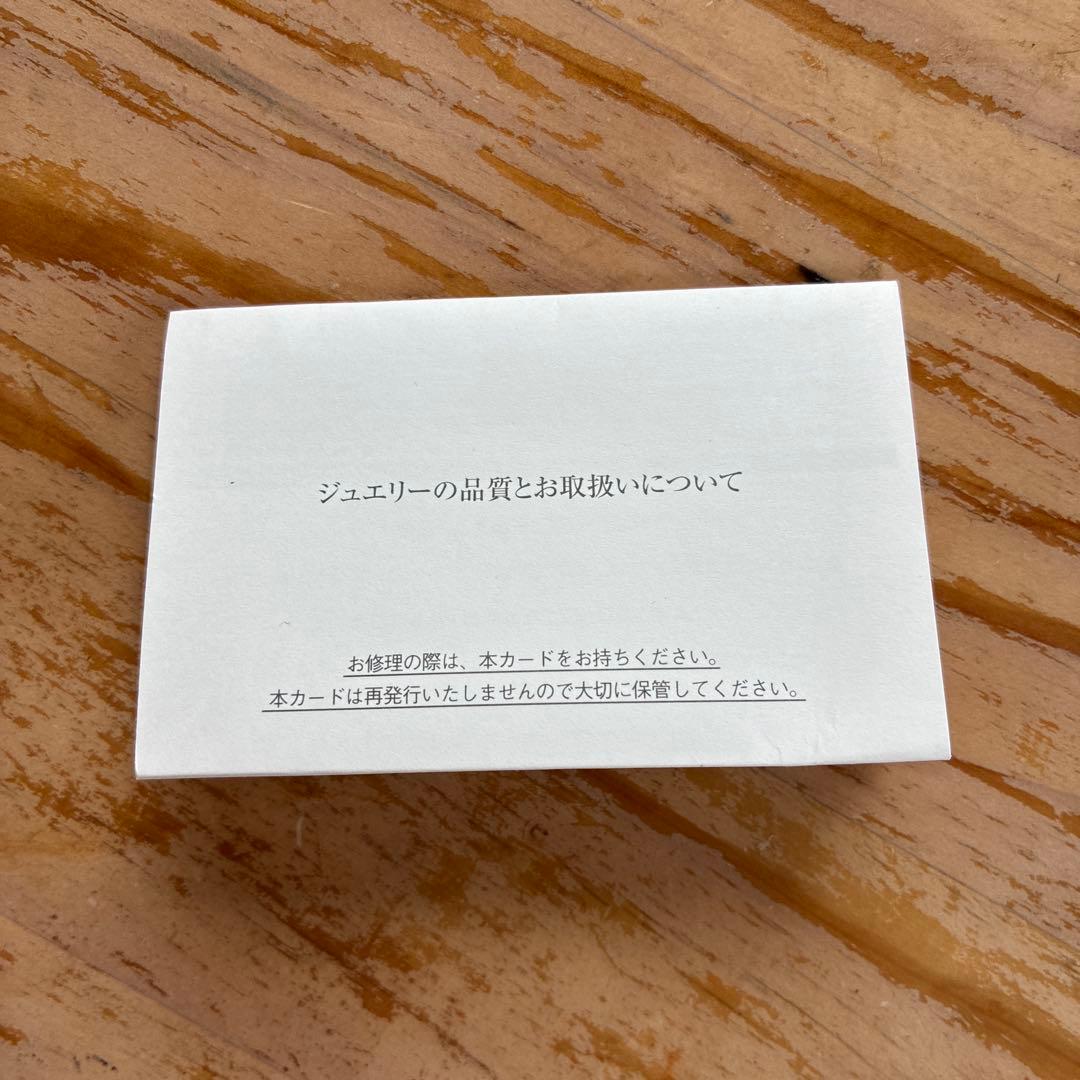 ジュエリーの品質とお取扱いについて
お修理の際は、本カードをお持ちください。
本カードは再発行いたしませんので大切に保管してください。